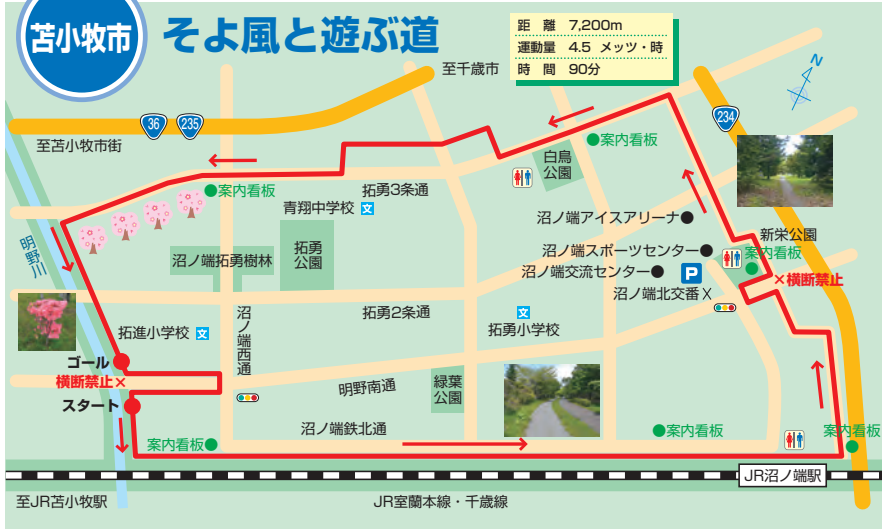 苫小牧市
そよ風と遊ぶ道
距 離 7,200m
運動量 4.5 メッツ・時
時 間 90分
至千歳市
N
36
235
234
至苫小牧市街
案内看板
白鳥
公園
案内看板
拓勇3条通
青翔中学校 文
沼ノ端アイスアリーナ
新栄公園
明野川
沼ノ端拓勇樹林
拓勇
公園
沼ノ端スポーツセンター
案内看板
沼ノ端交流センター
P
×横断禁止
沼ノ端北交番 X
拓勇2条通
沼ノ端西通
文
拓勇小学校
拓進小学校 文
ゴール
横断禁止×
スタート
明野南通
緑葉
公園
沼ノ端鉄北通
案内看板
案内看板
案内看板
JR沼ノ端駅
至JR苫小牧駅
JR室蘭本線・千歳線